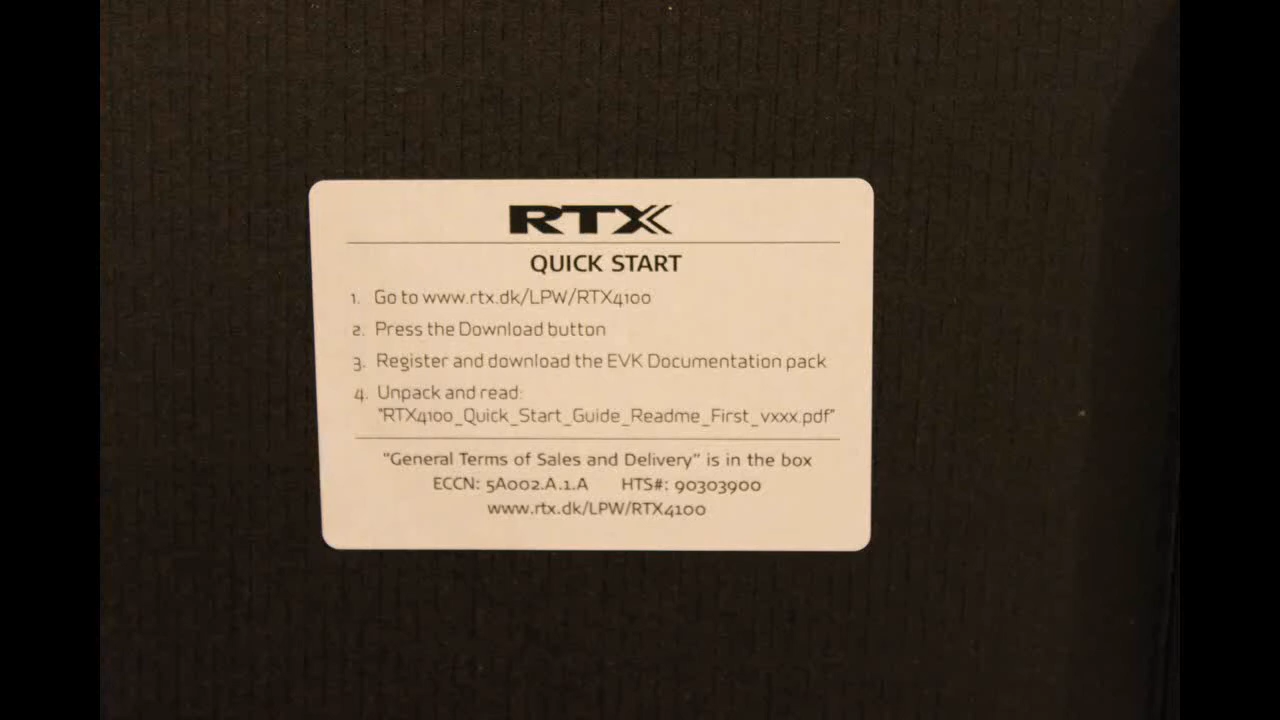 RTX
QUICK START
1. Go to www.rtx.dk/LPW/RTX4100
2. Press the Download button
3. Register and download the EVK Documentation pack
4. Unpack and read:
"RTX4100_Quick_Start_Guide_Readme_First_vxxx.pdf"
"General Terms of Sales and Delivery" is in the box
ECCN: 5A002.A.1.A HTS#: 90303900
www.rtx.dk/LPW/RTX4100